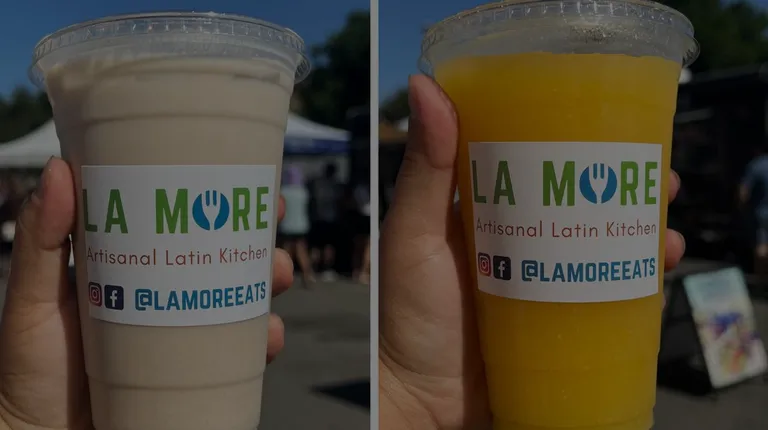 LA MORE
Artisanal Latin Kitchen
@LAMOREEATS
LA MORE
Artisanal Latin Kitchen
@LAMOREEATS